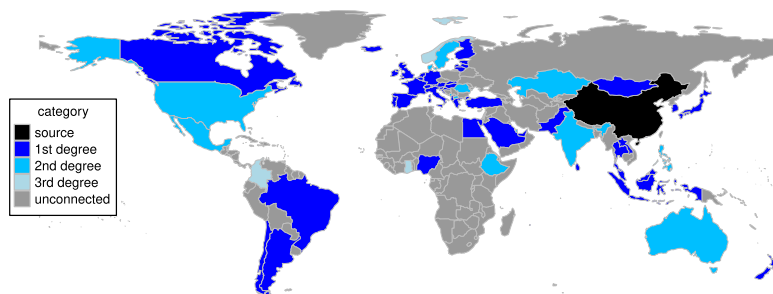 category
source
1st degree
2nd degree
3rd degree
unconnected